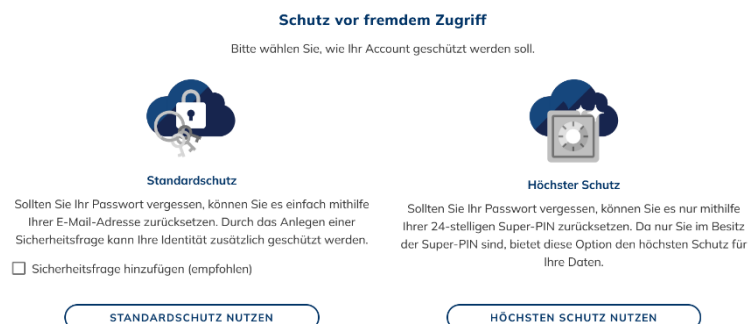 Schutz vor fremdem Zugriff
Bitte wählen Sie, wie Ihr Account geschützt werden soll.
Standardschutz
Sollten Sie Ihr Passwort vergessen, können Sie es einfach mithilfe
Ihrer E-Mail-Adresse zurücksetzen. Durch das Anlegen einer
Sicherheitsfrage kann Ihre Identität zusätzlich geschützt werden.
Sicherheitsfrage hinzufügen (empfohlen)
STANDARDSCHUTZ NUTZEN
Höchster Schutz
Sollten Sie Ihr Passwort vergessen, können Sie es nur mithilfe
Ihrer 24-stelligen Super-PIN zurücksetzen. Da nur Sie im Besitz
der Super-PIN sind, bietet diese Option den höchsten Schutz für
Ihre Daten.
HÖCHSTEN SCHUTZ NUTZEN